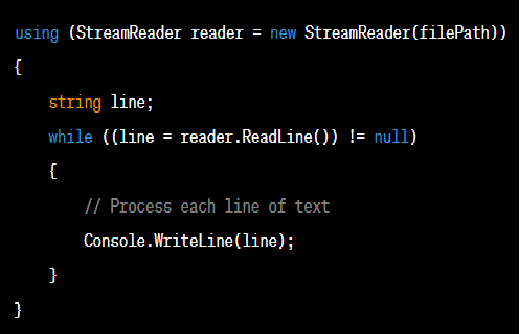 using (StreamReader reader = new StreamReader(filePath))
{
string line;
while ((line = reader.ReadLine()) != null)
{
// Process each line of text
Console.WriteLine(line);
}
}